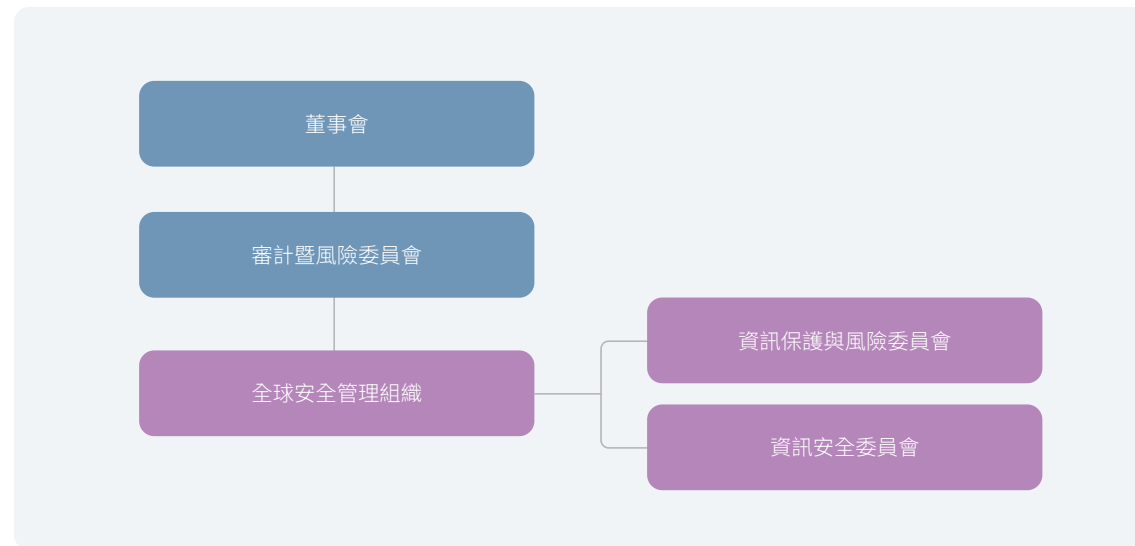 董事會
審計暨風險委員會
全球安全管理組織
資訊保護與風險委員會
資訊安全委員會